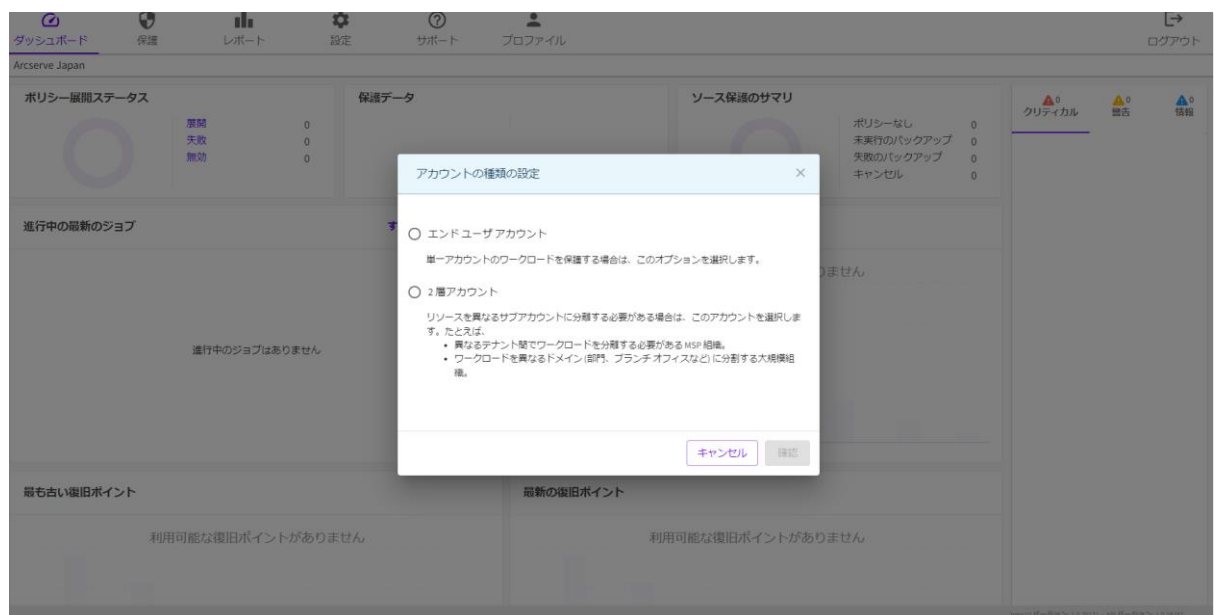 ダッシュボード
保護
レポート
設定
サポート
プロファイル
ログアウト
Arcserve Japan
ポリシー展開ステータス
展開 0
失敗 0
無効 0
保護データ
ソース保護のサマリ
ポリシーなし 0
未実行のバックアップ 0
失敗のバックアップ 0
キャンセル 0
0
クリティカル
0
警告
0
情報
アカウントの種類の設定
エンド ユーザ アカウント
単一アカウントのワークロードを保護する場合は、このオプションを選択します。
2 層アカウント
リソースを異なるサブアカウントに分離する必要がある場合は、このアカウントを選択しま
す。たとえば、
• 異なるテナント間でワークロードを分離する必要がある MSP 組織。
• ワークロードを異なるドメイン (部門、ブランチ オフィスなど) に分割する大規模組
織。
キャンセル
確認
進行中の最新のジョブ
す
進行中のジョブはありません
りません
最も古い復旧ポイント
利用可能な復旧ポイントがありません
最新の復旧ポイント
利用可能な復旧ポイントがありません